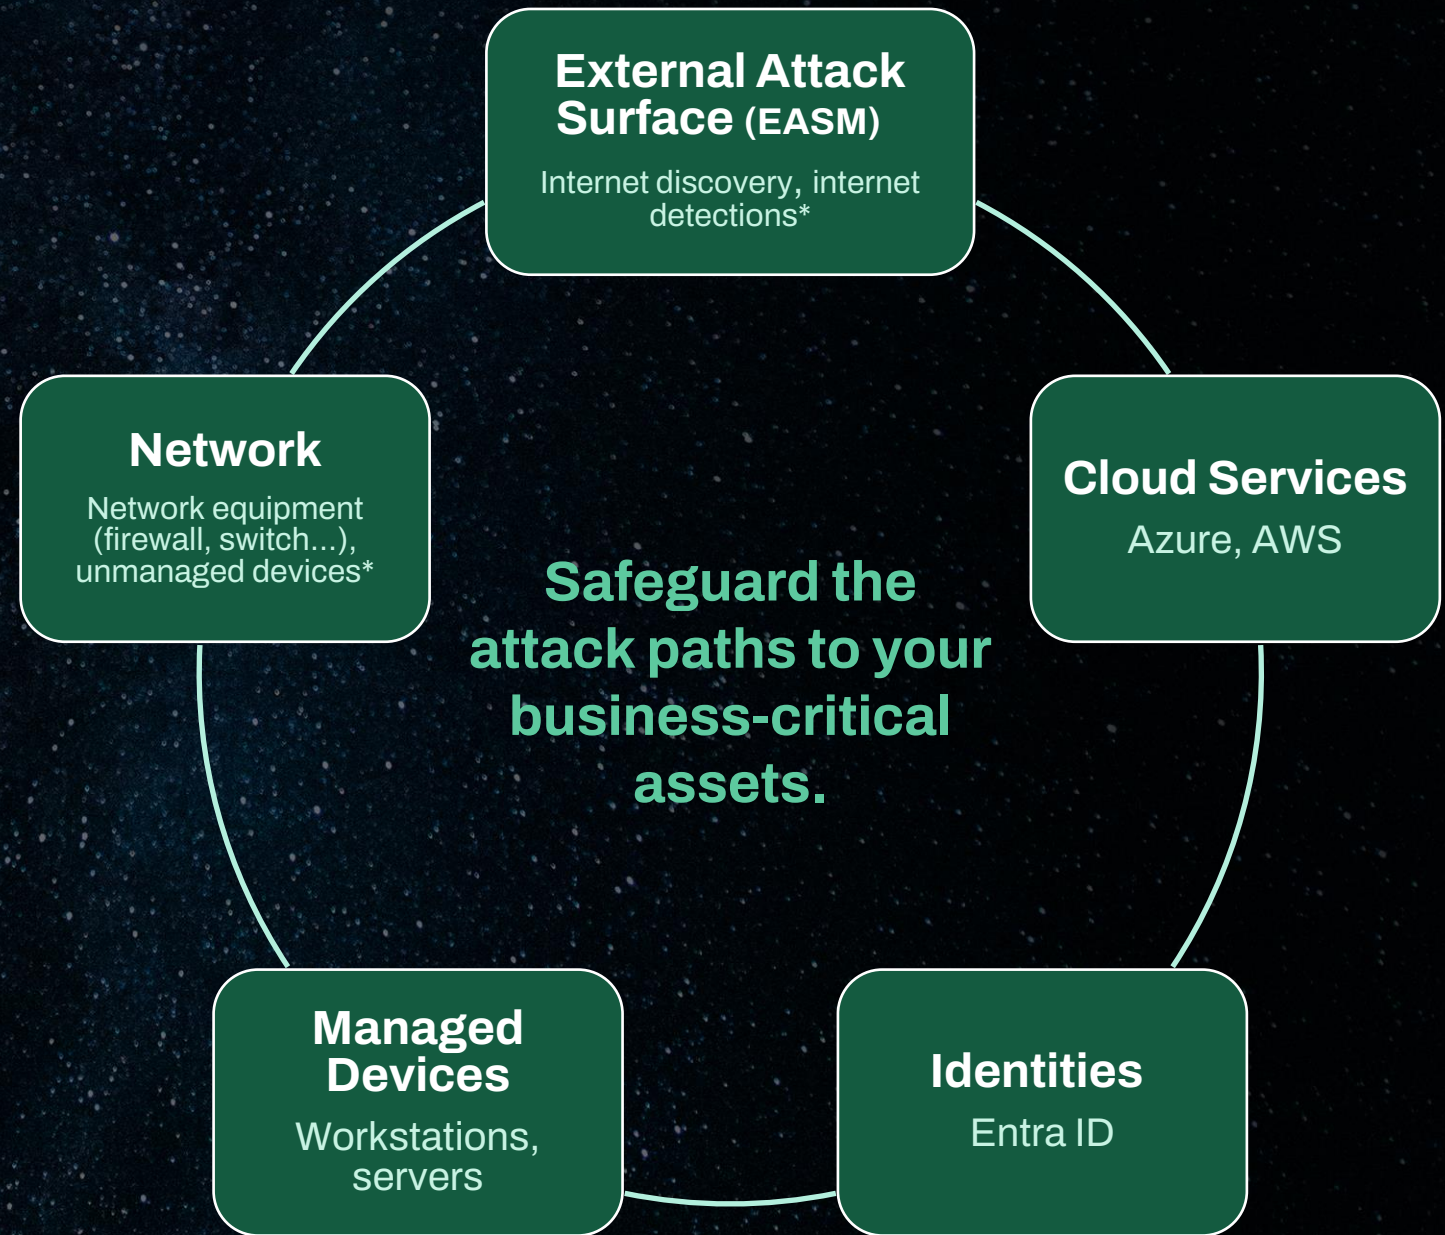 External Attack
Surface (EASM)
Internet discovery, internet
detections*
Network
Network equipment
(firewall, switch...),
unmanaged devices*
Cloud Services
Azure, AWS
Safeguard the
attack paths to your
business-critical
assets.
Managed
Devices
Workstations,
servers
Identities
Entra ID